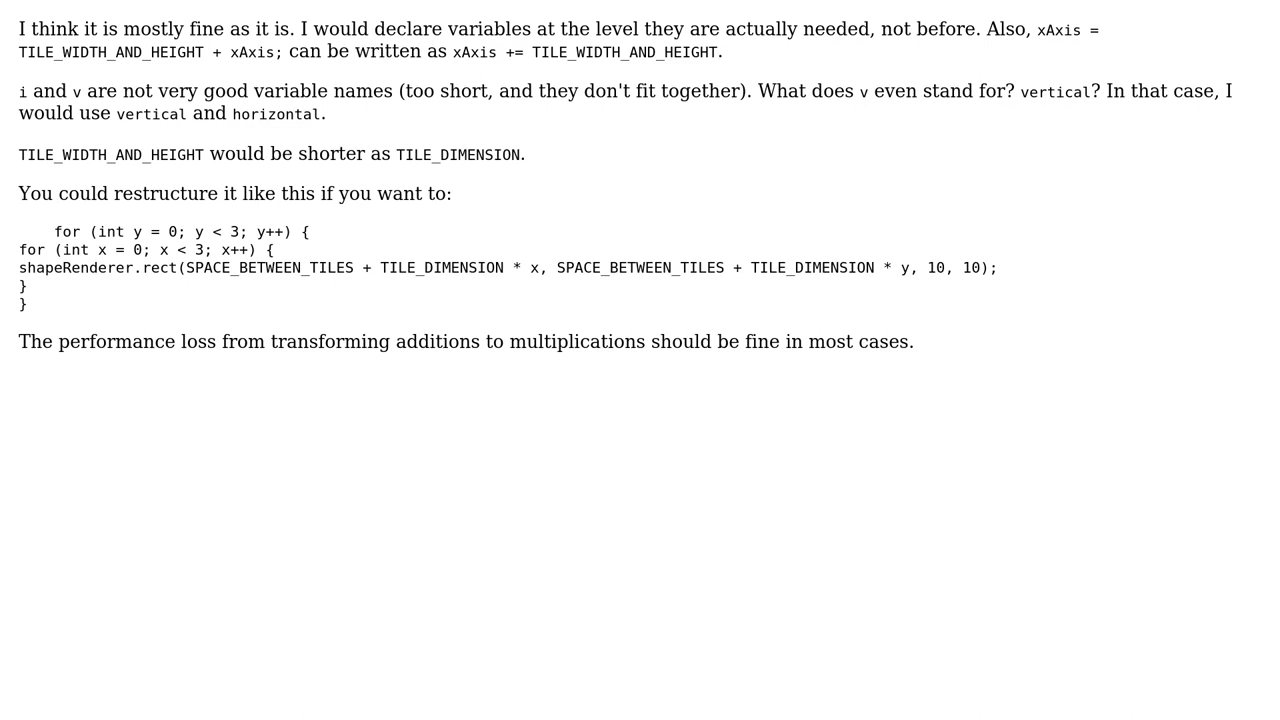 I think it is mostly fine as it is. I would declare variables at the level they are actually needed, not before. Also, xAxis =
TILE_WIDTH_AND_HEIGHT + xAxis; can be written as xAxis += TILE_WIDTH_AND_HEIGHT.
i and v are not very good variable names (too short, and they don't fit together). What does v even stand for? vertical? In that case, I
would use vertical and horizontal.
TILE_WIDTH_AND_HEIGHT would be shorter as TILE_DIMENSION.
You could restructure it like this if you want to:
    for (int y = 0; y < 3; y++) {
for (int x = 0; x < 3; x++) {
shapeRenderer.rect(SPACE_BETWEEN_TILES + TILE_DIMENSION * x, SPACE_BETWEEN_TILES + TILE_DIMENSION * y, 10, 10);
}
}
The performance loss from transforming additions to multiplications should be fine in most cases.